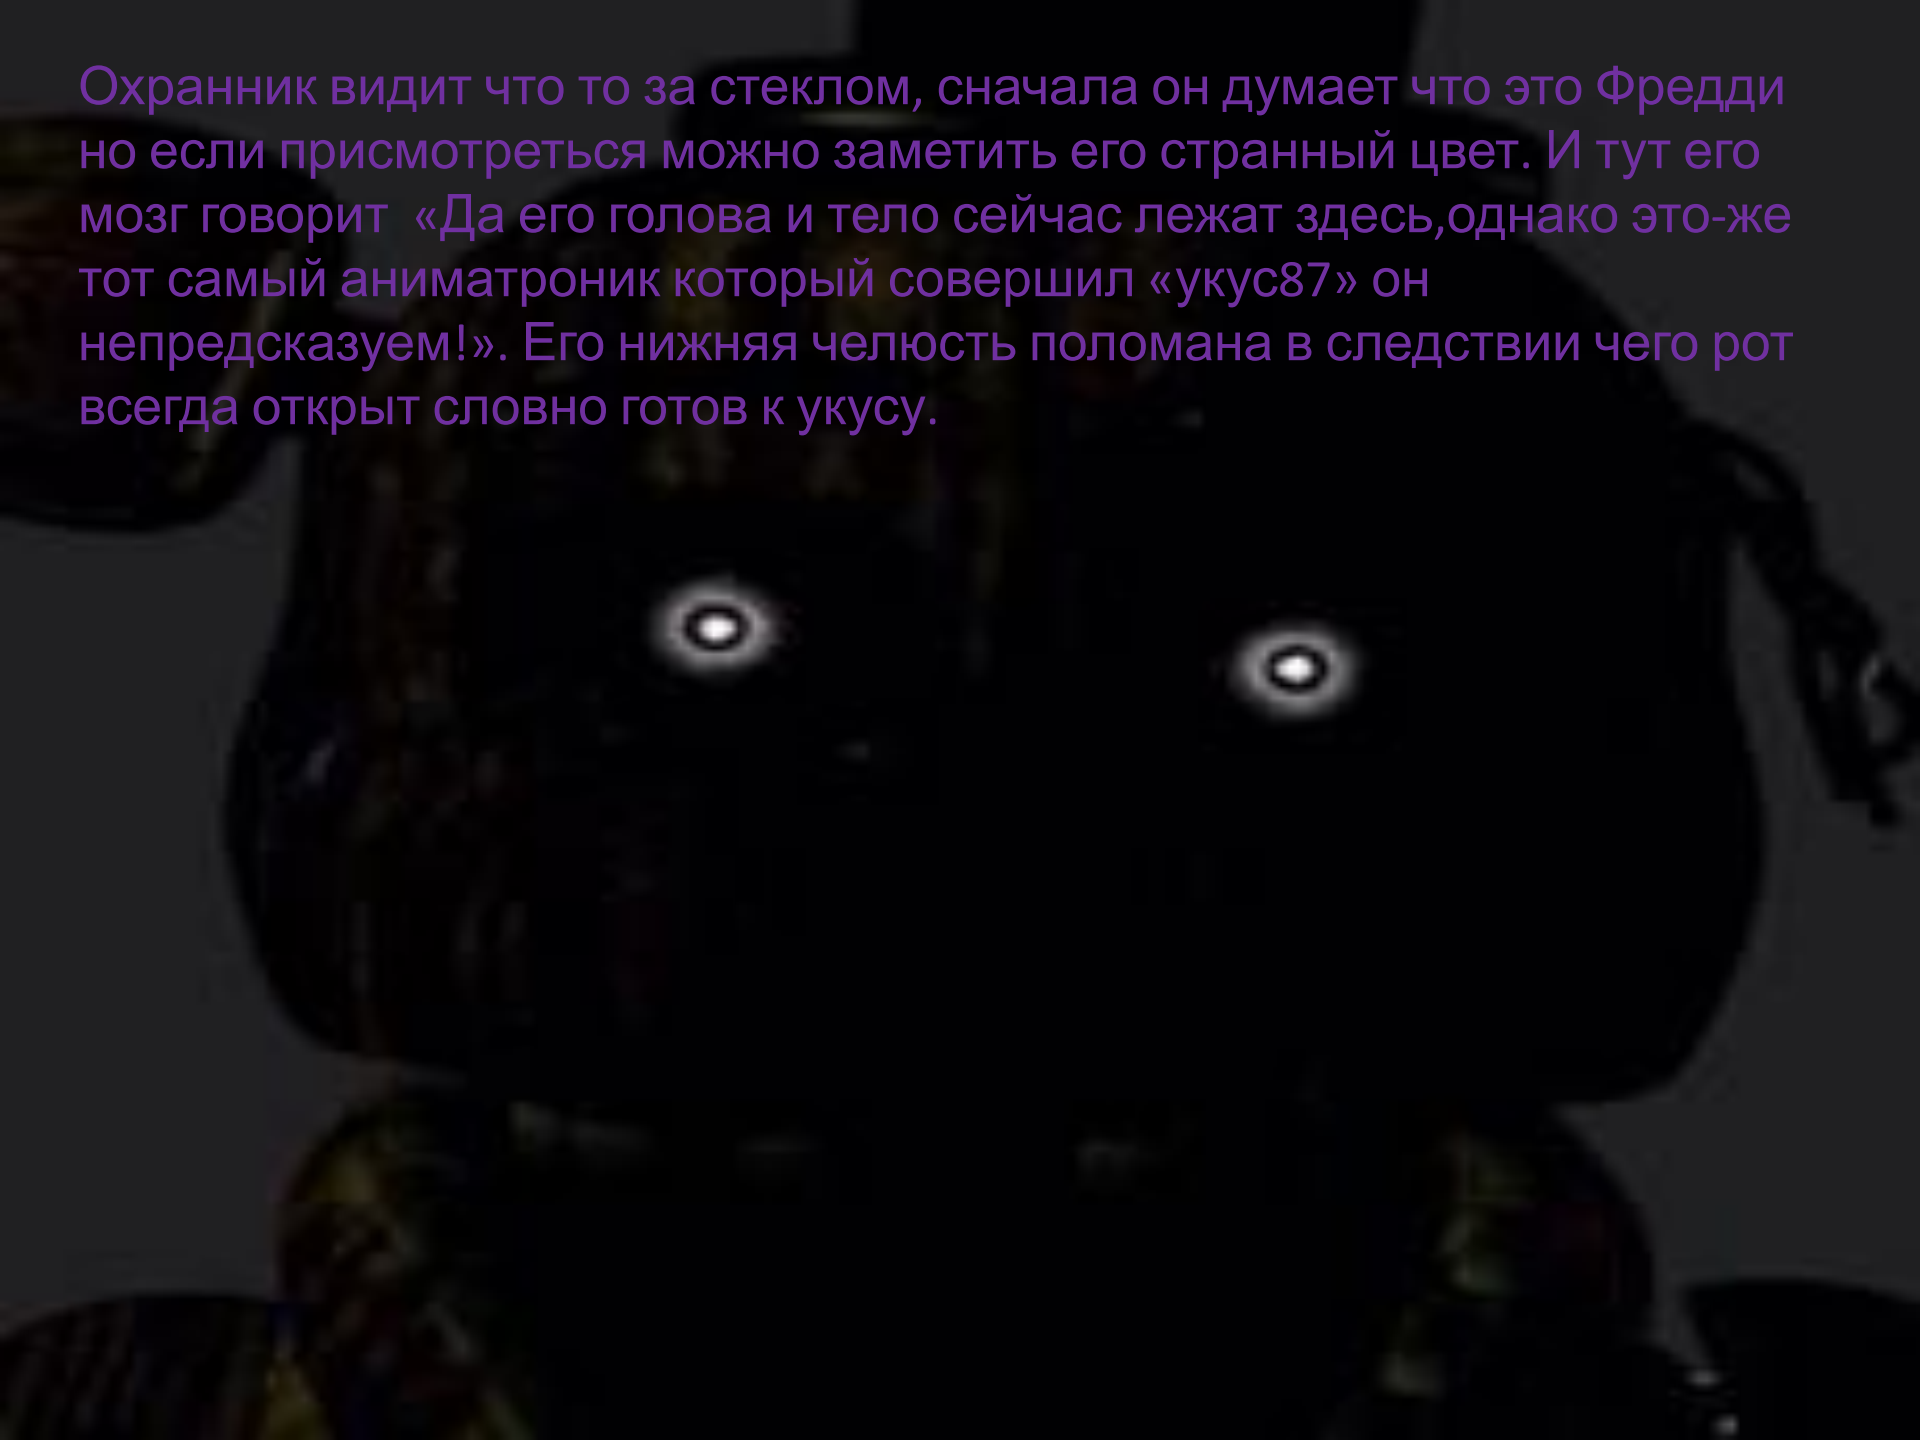 Охранник видит что то за стеклом, сначала он думает что это Фредди
но если присмотреться можно заметить его странный цвет. И тут его
мозг говорит  «Да его голова и тело сейчас лежат здесь,однако это-же
тот самый аниматроник который совершил «укус87» он
непредсказуем!». Его нижняя челюсть поломана в следствии чего рот
всегда открыт словно готов к укусу.